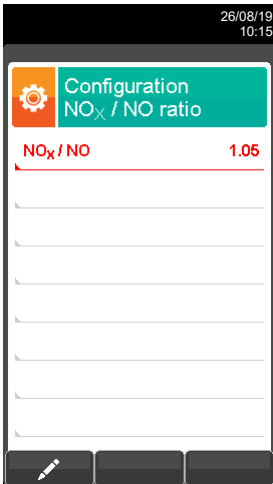 26/08/19
10:15
Configuration
NOX / NO ratio
NOX / NO 1.05